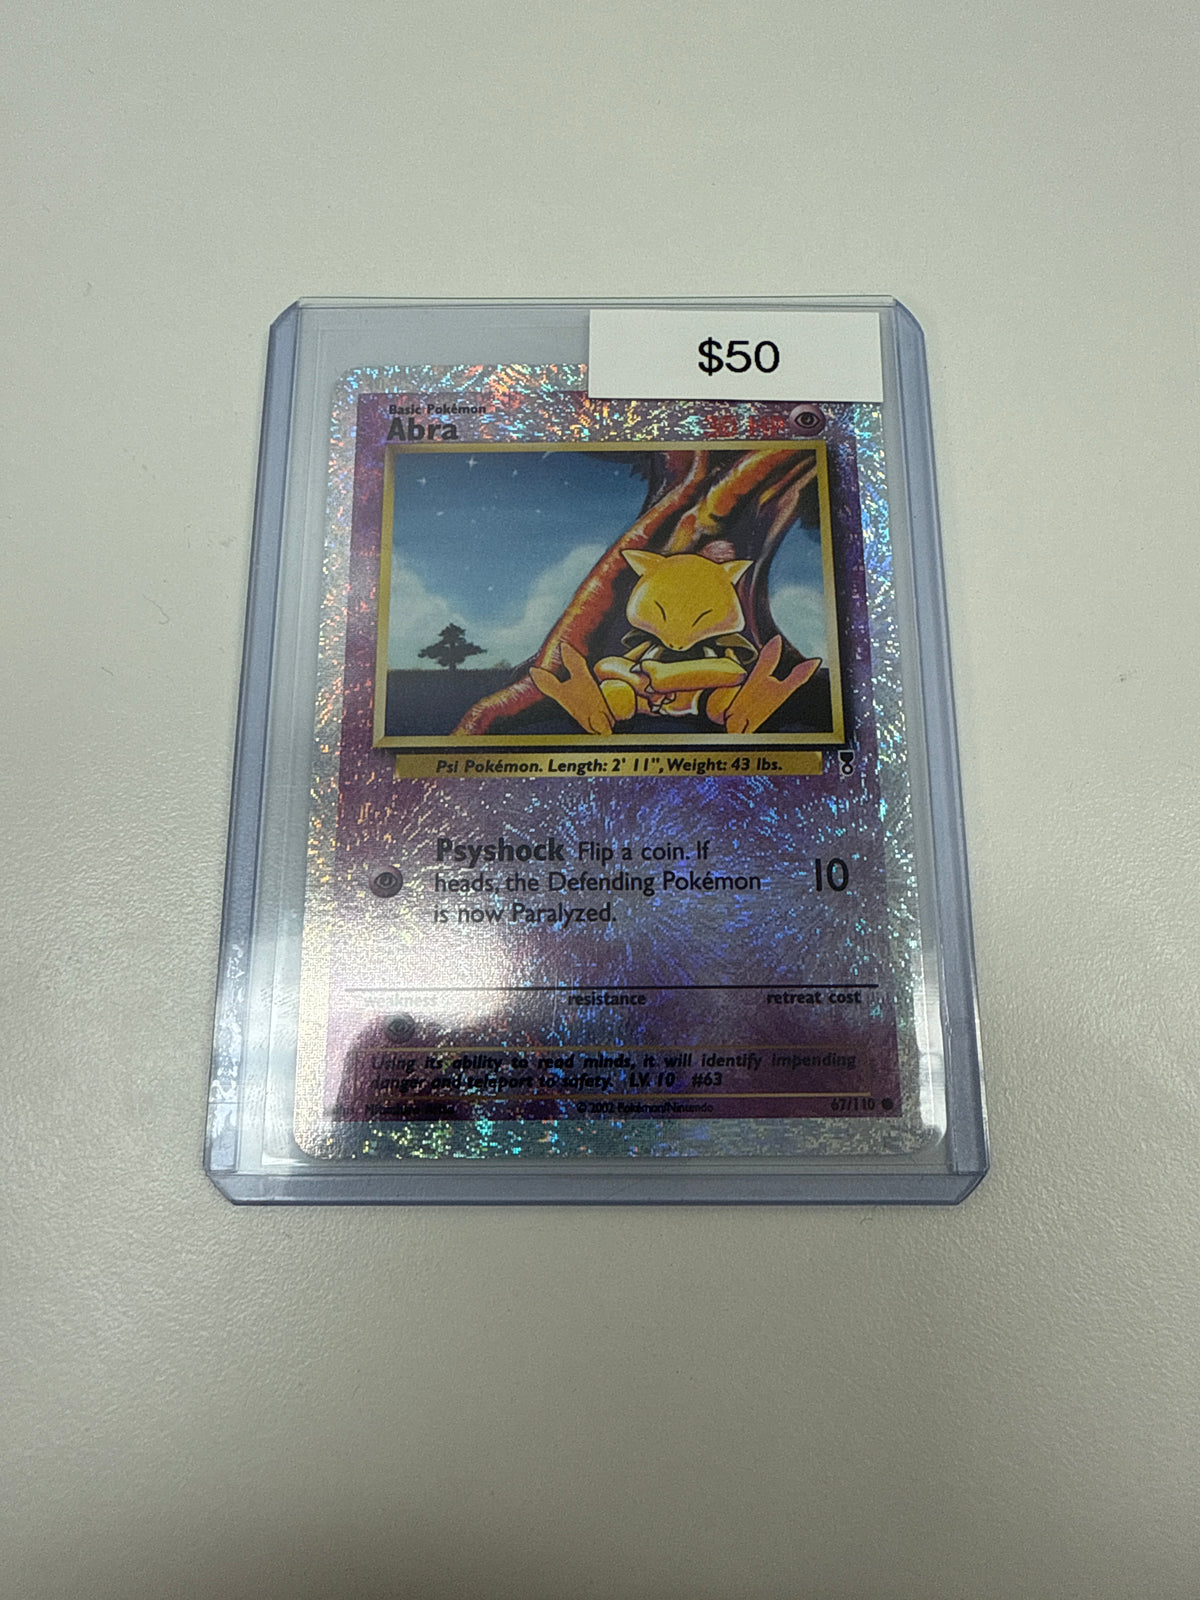 $50
Basic Pokémon
Abra
30 HP
Psi Pokémon. Length: 2' 11", Weight: 43 lbs.
Psyshock Flip a coin. If
heads, the Defending Pokémon
is now Paralyzed.
10
weakness resistance retreat cost
Using its ability to read minds, it will identify impending
danger and teleport to safety. LV. 10 #63
©2002 Pokémon/Nintendo 67/110